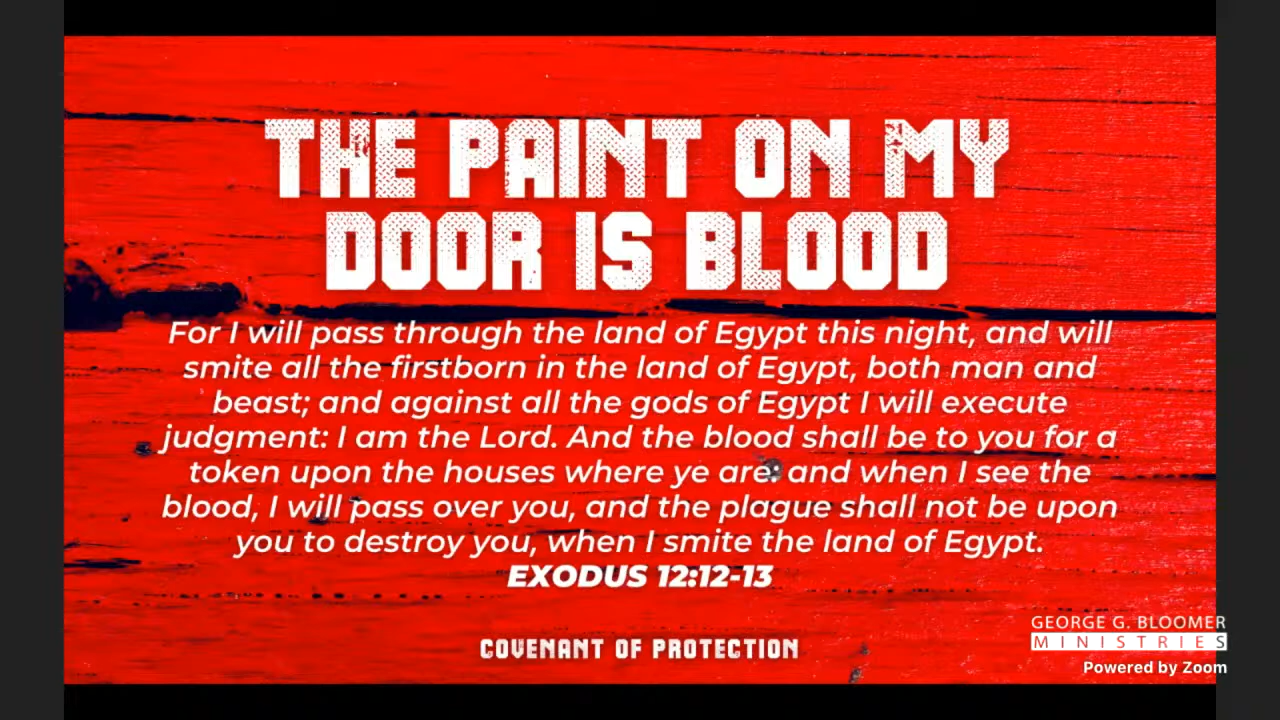 THE PAINT ON MY
DOOR IS BLOOD
For I will pass through the land of Egypt this night, and will
smite all the firstborn in the land of Egypt, both man and
beast; and against all the gods of Egypt I will execute
judgment: I am the Lord. And the blood shall be to you for a
token upon the houses where ye are: and when I see the
blood, I will pass over you, and the plague shall not be upon
you to destroy you, when I smite the land of Egypt.
EXODUS 12:12-13
COVENANT OF PROTECTION
GEORGE G. BLOOMER
MINISTRIES
Powered by Zoom